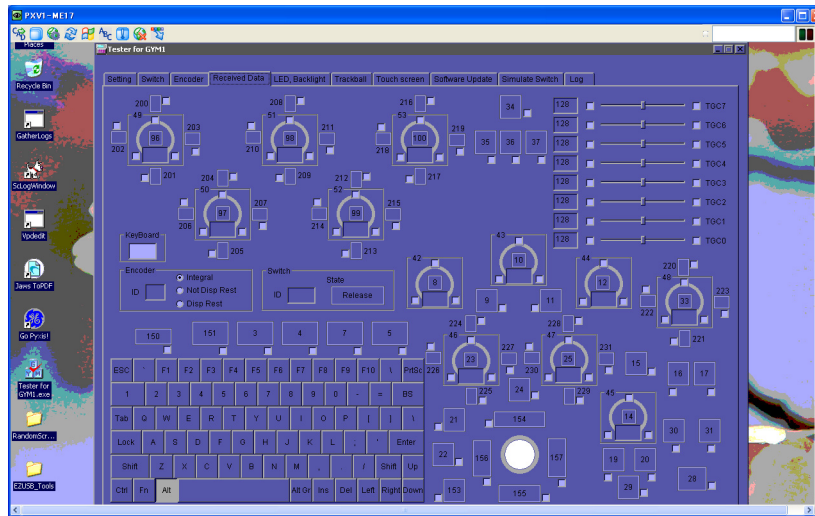 PXV1-ME17
CAD
ABC
Places
Recycle Bin
GatherLogs
ScLogWindow
Vpdedit
Jaws ToPDF
Go Pyxis!
Tester for
GYM1.exe
RandomScr...
EZUSB_Tools
Tester for GYM1
Setting Switch Encoder Received Data LED, Backlight Trackball Touch screen Software Update Simulate Switch Log
200 208 216 34 128 TGC7
49 51 53 128 TGC6
96 203 98 211 100 219 35 36 37 128 TGC5
202 210 218
201 209 217 128 TGC4
204 212 128 TGC3
50 52 128 TGC2
97 207 99 215 128 TGC1
206 214
205 213 128 TGC0
KeyBoard
43
10
42 44
8 12
220
48
33 223
222
221
9 11
Encoder
ID
Integral
Not Disp Rest
Disp Rest
Switch
ID
State
Release
150 151 3 4 7 5
224 228
46 47
23 227 25 231
226 230
225 229
24
15
16 17
45
14
ESC ` F1 F2 F3 F4 F5 F6 F7 F8 F9 F10 \ PrtSc
1 2 3 4 5 6 7 8 9 0 - = BS
Tab Q W E R T Y U I O P [ ] \
Lock A S D F G H J K L ; ' Enter
Shift Z X C V B N M , . / Shift Up
Ctrl Fn Alt Alt Gr Ins Del Left Right Down
21 154
30 31
22 156 157
19 20
153 155
29 28